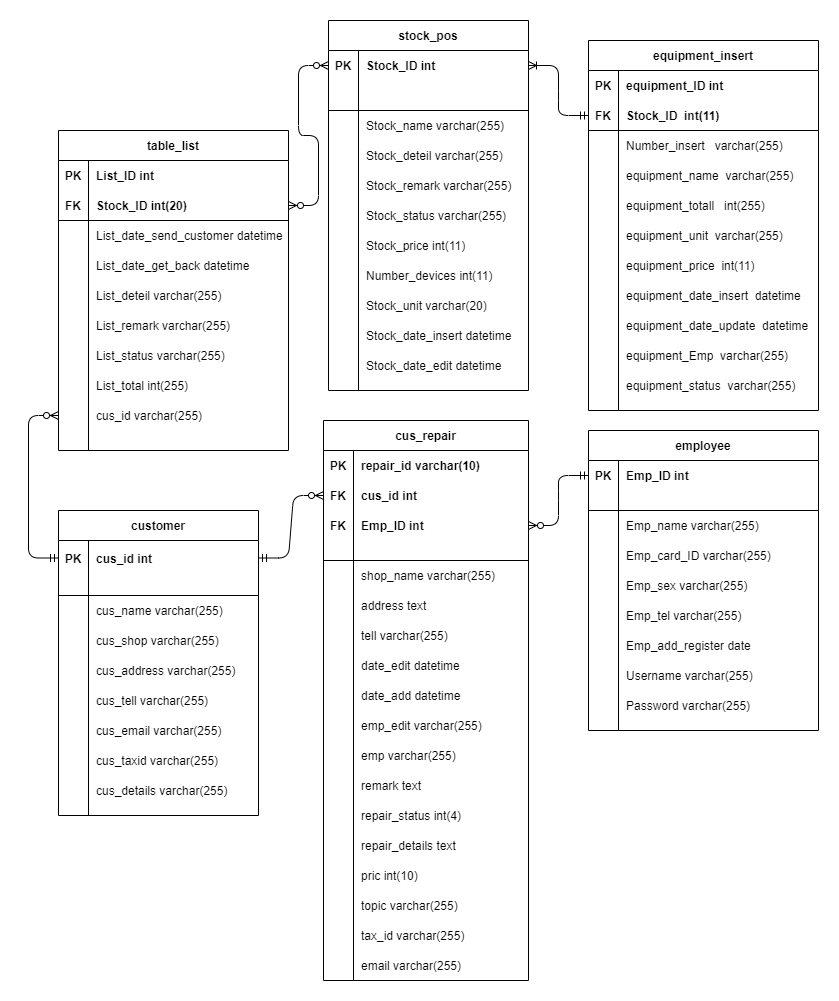 stock_pos
PK Stock_ID int
Stock_name varchar(255)
Stock_deteil varchar(255)
Stock_remark varchar(255)
Stock_status varchar(255)
Stock_price int(11)
Number_devices int(11)
Stock_unit varchar(20)
Stock_date_insert datetime
Stock_date_edit datetime
equipment_insert
PK equipment_ID int
FK Stock_ID int(11)
Number_insert varchar(255)
equipment_name varchar(255)
equipment_totall int(255)
equipment_unit varchar(255)
equipment_price int(11)
equipment_date_insert datetime
equipment_date_update datetime
equipment_Emp varchar(255)
equipment_status varchar(255)
table_list
PK List_ID int
FK Stock_ID int(20)
List_date_send_customer datetime
List_date_get_back datetime
List_deteil varchar(255)
List_remark varchar(255)
List_status varchar(255)
List_total int(255)
cus_id varchar(255)
cus_repair
PK repair_id varchar(10)
FK cus_id int
FK Emp_ID int
shop_name varchar(255)
address text
tell varchar(255)
date_edit datetime
date_add datetime
emp_edit varchar(255)
emp varchar(255)
remark text
repair_status int(4)
repair_details text
pric int(10)
topic varchar(255)
tax_id varchar(255)
email varchar(255)
employee
PK Emp_ID int
Emp_name varchar(255)
Emp_card_ID varchar(255)
Emp_sex varchar(255)
Emp_tel varchar(255)
Emp_add_register date
Username varchar(255)
Password varchar(255)
customer
PK cus_id int
cus_name varchar(255)
cus_shop varchar(255)
cus_address varchar(255)
cus_tell varchar(255)
cus_email varchar(255)
cus_taxid varchar(255)
cus_details varchar(255)